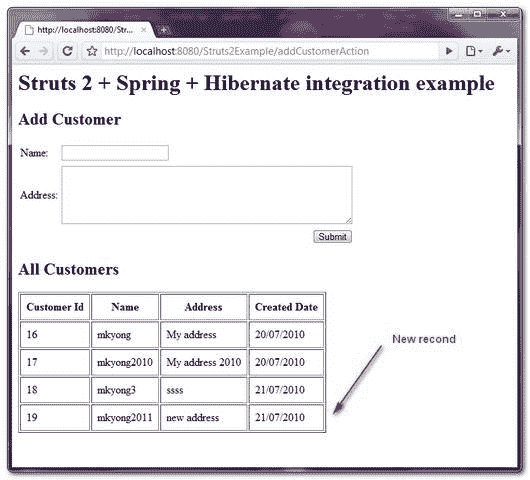 http://localhost:8080/Str...
http://localhost:8080/Struts2Example/addCustomerAction
Struts 2 + Spring + Hibernate integration example
Add Customer
Name:
Address:
Submit
All Customers
Customer Id Name Address Created Date
16 mkyong My address 20/07/2010
17 mkyong2010 My address 2010 20/07/2010
18 mkyong3 ssss 21/07/2010
19 mkyong2011 new address 21/07/2010
New recond